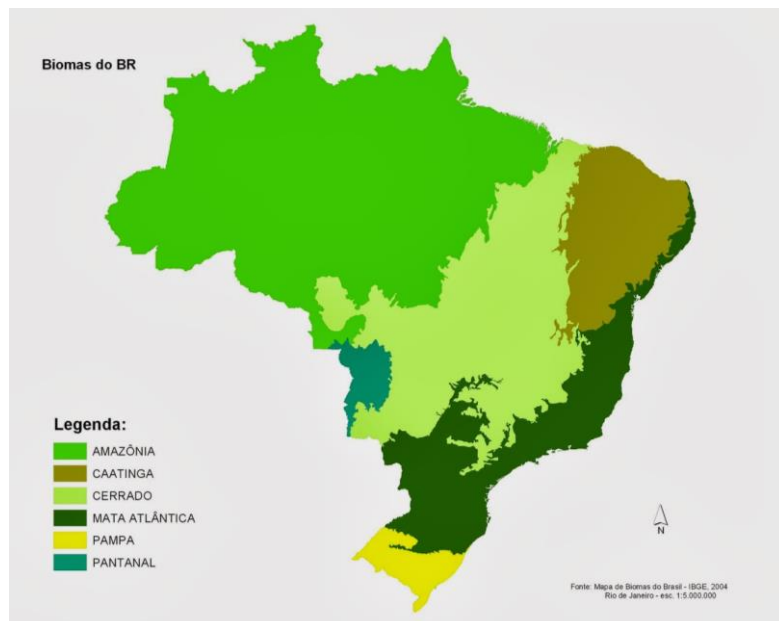 Biomas do BR
Legenda:
AMAZÔNIA
CAATINGA
CERRADO
MATA ATLÂNTICA
PAMPA
PANTANAL
N
Fonte: Mapa de Biomas do Brasil - IBGE, 2004
Rio de Janeiro - esc. 1:5.000.000